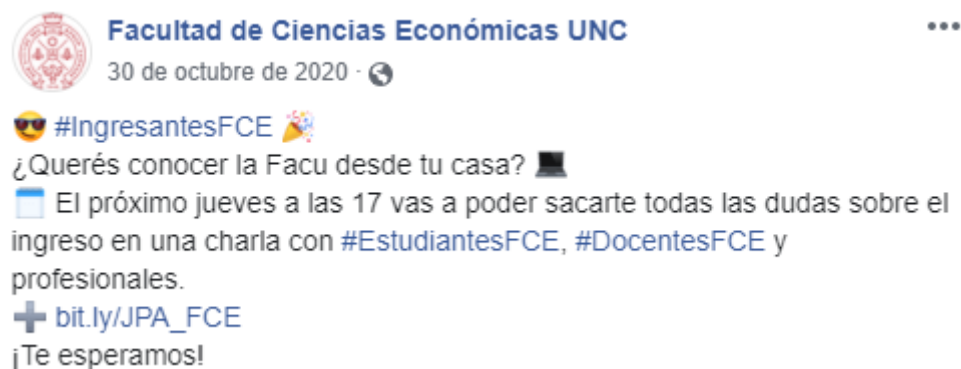 Facultad de Ciencias Económicas UNC
30 de octubre de 2020 ·
😎 #IngresantesFCE 🎉
¿Querés conocer la Facu desde tu casa? 💻
🗓️ El próximo jueves a las 17 vas a poder sacarte todas las dudas sobre el
ingreso en una charla con #EstudiantesFCE, #DocentesFCE y
profesionales.
➕ bit.ly/JPA_FCE
¡Te esperamos!